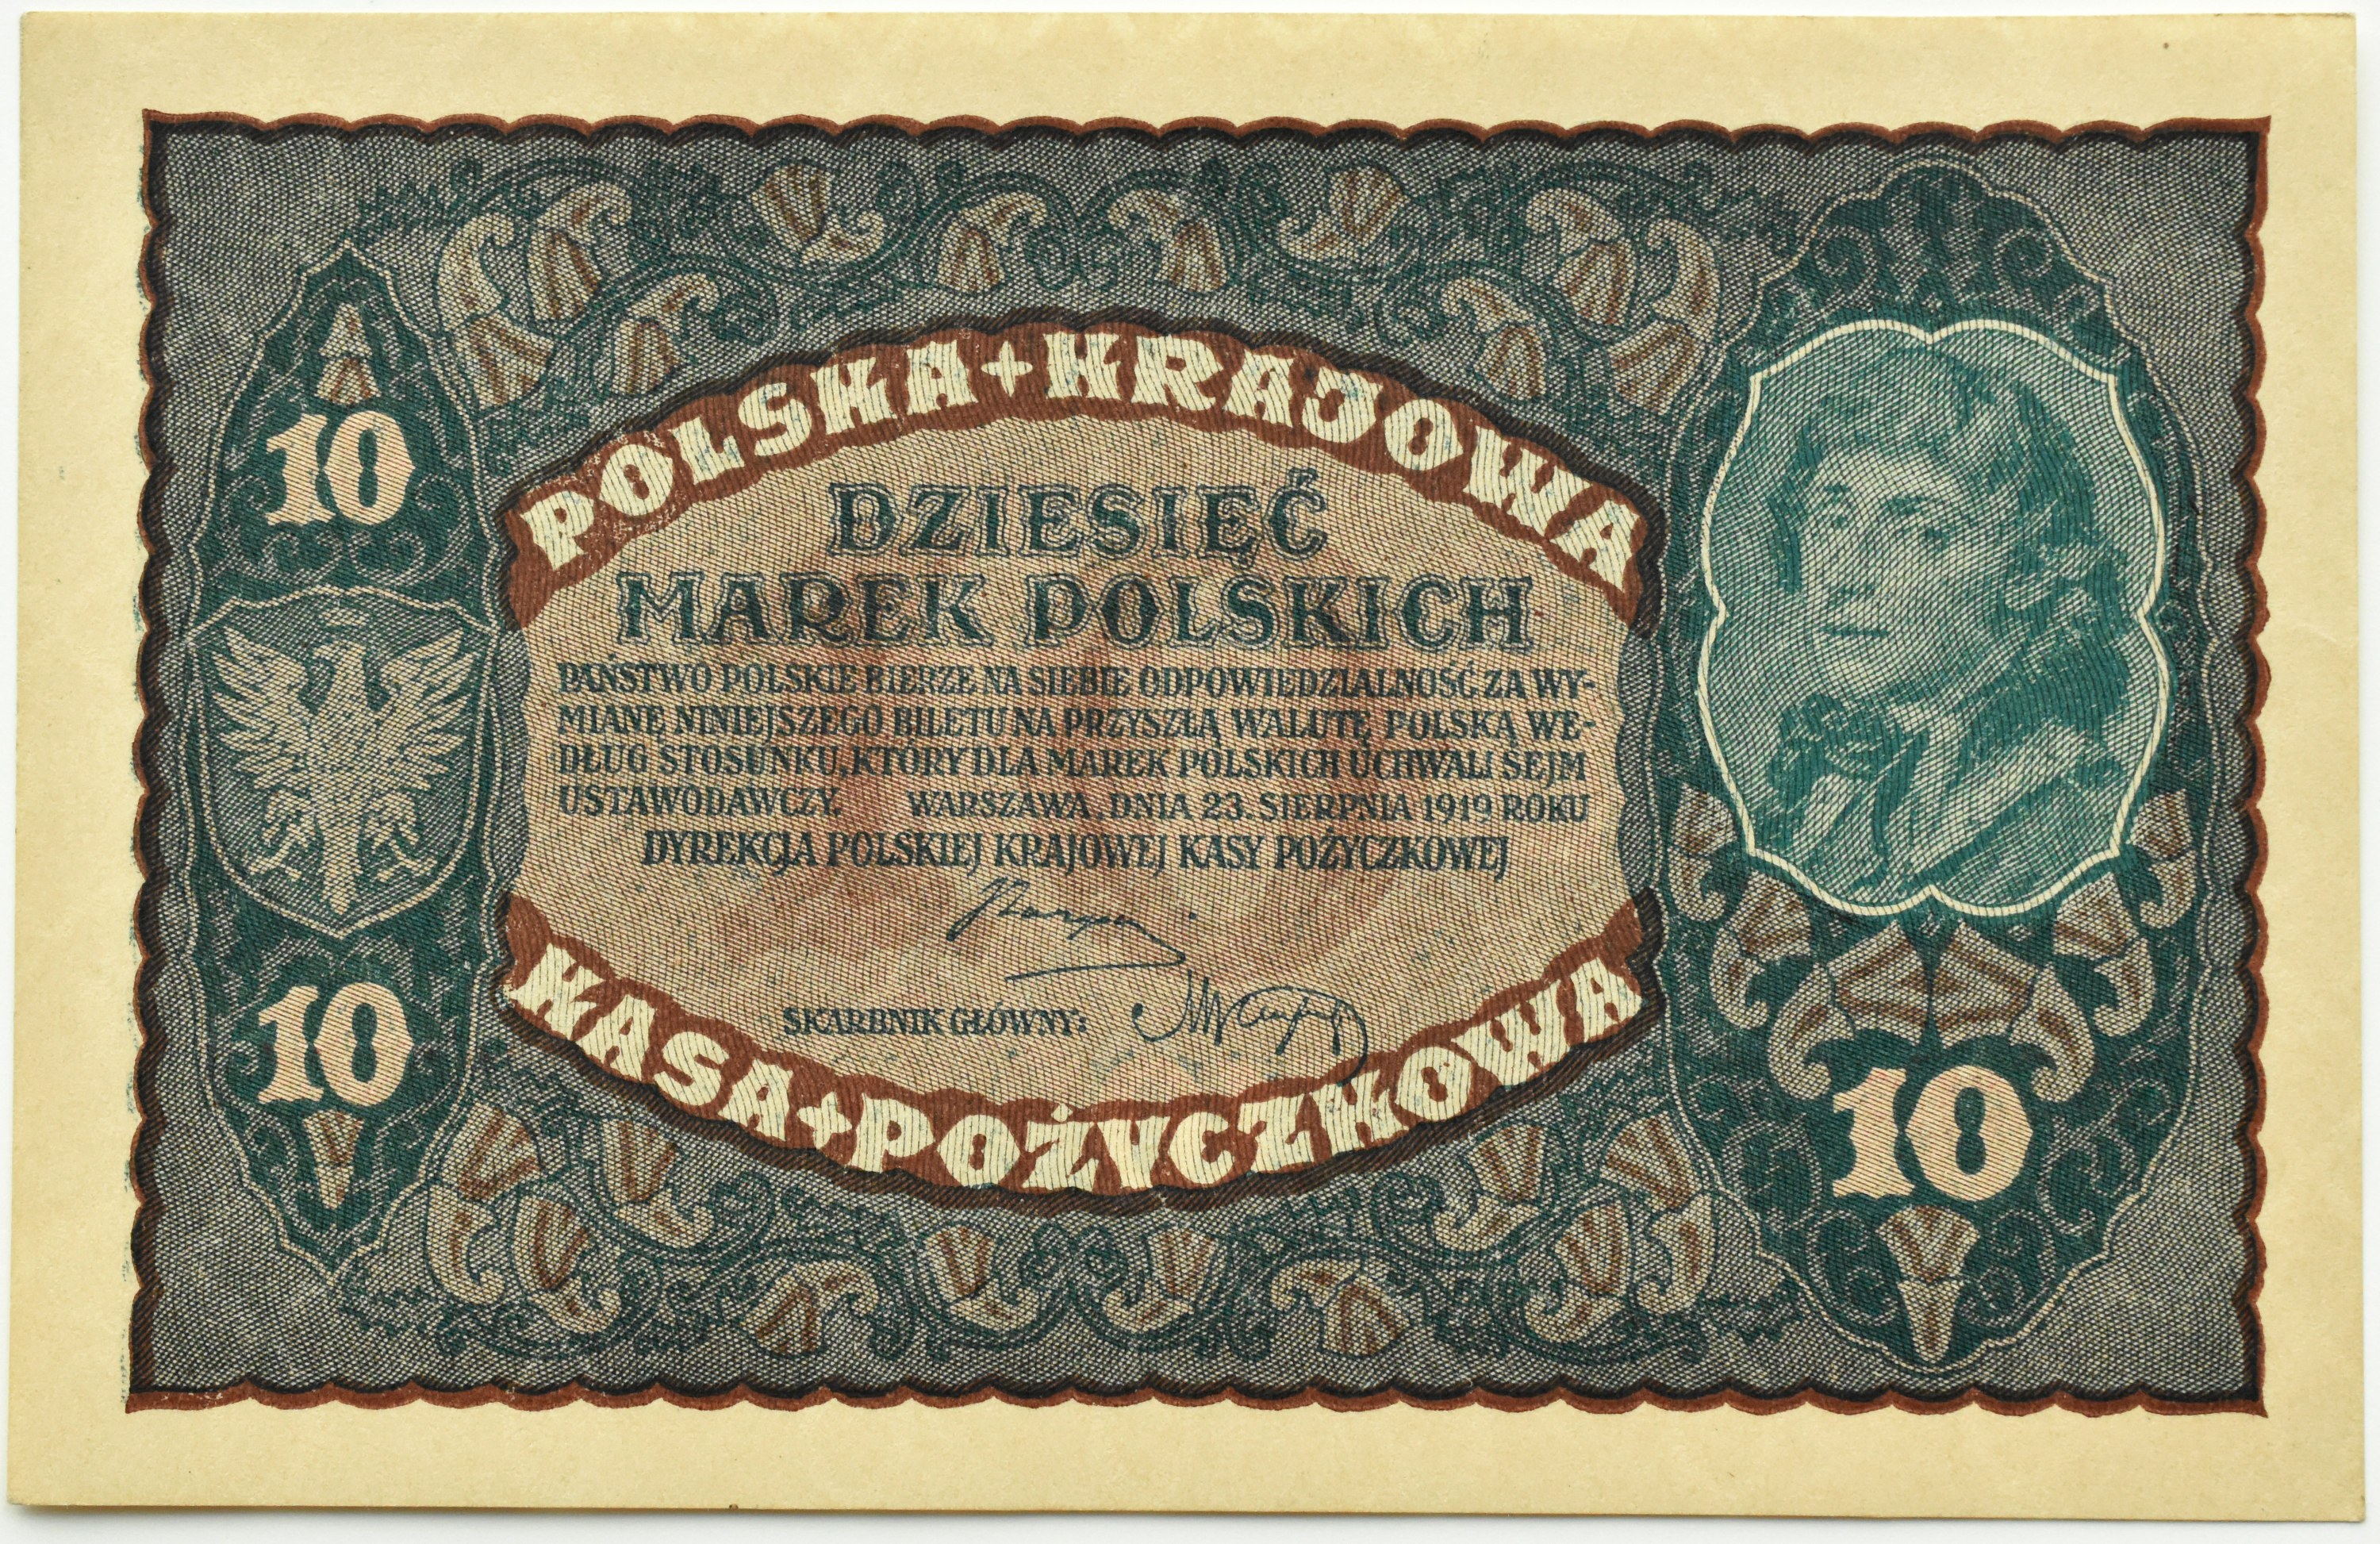 POLSKA+KRAJOWA
10
DZIESIĘĆ
MAREK POLSKICH
PAŃSTWO POLSKIE BIERZE NA SIEBIE ODPOWIEDZIALNOŚĆ ZA WY-
MIANĘ NINIEJSZEGO BILETU NA PRZYSZŁĄ WALUTĘ POLSKĄ WE-
DŁUG STOSUNKU, KTÓRY DLA MAREK POLSKICH UCHWALI SEJM
USTAWODAWCZY. WARSZAWA, DNIA 23. SIERPNIA 1919 ROKU
DYREKCJA POLSKIEJ KRAJOWEJ KASY POŻYCZKOWEJ
SKARBNIK GŁÓWNY:
10
KASA+POŻYCZKOWA
10